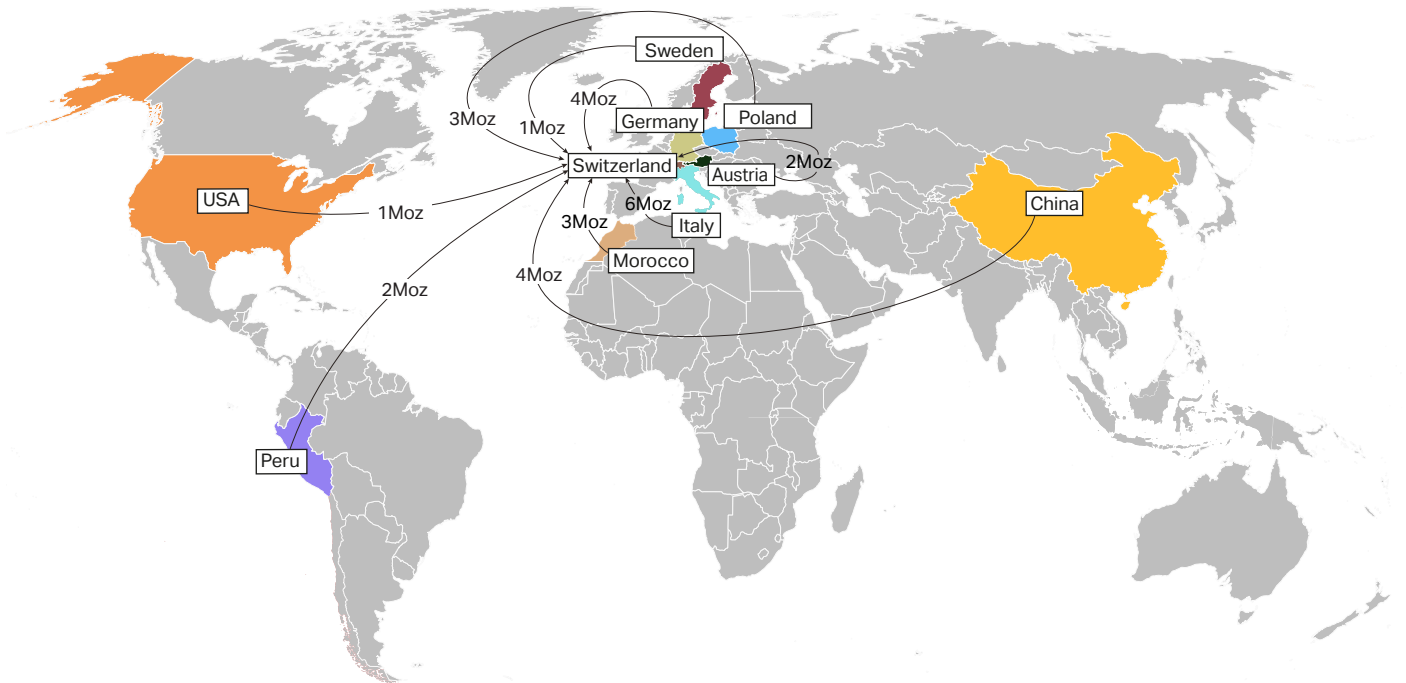 Sweden
4Moz
3Moz
1Moz
Germany
Poland
Switzerland
2Moz
Austria
USA
1Moz
6Moz
China
3Moz
Italy
Morocco
4Moz
2Moz
Peru